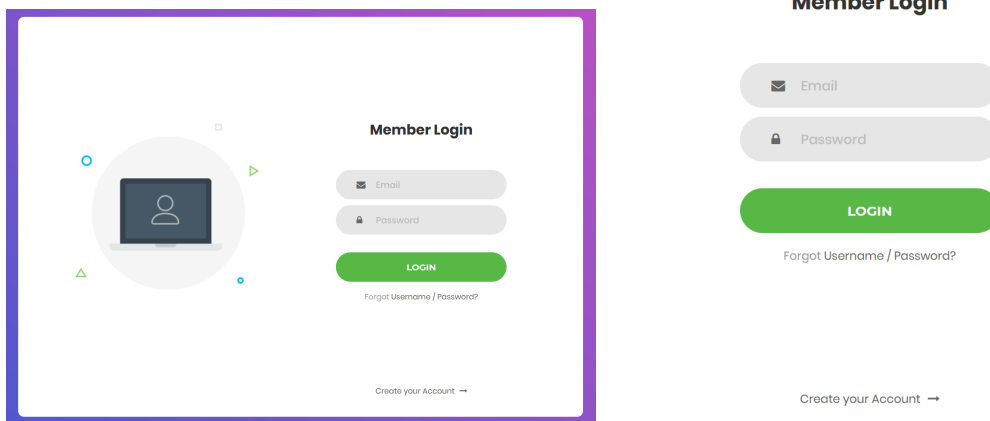 Member Login
Email
Password
LOGIN
Forgot Username / Password?
Create your Account
Member Login
Email
Password
LOGIN
Forgot Username / Password?
Create your Account